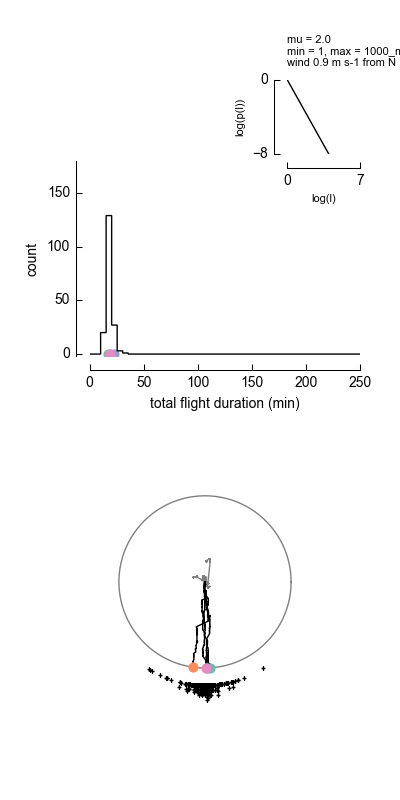 mu = 2.0
min = 1, max = 1000_m
wind 0.9 m s-1 from N
0
log(p(l))
−8
0 7
log(l)
150
100
50
0
count
0 50 100 150 200 250
total flight duration (min)